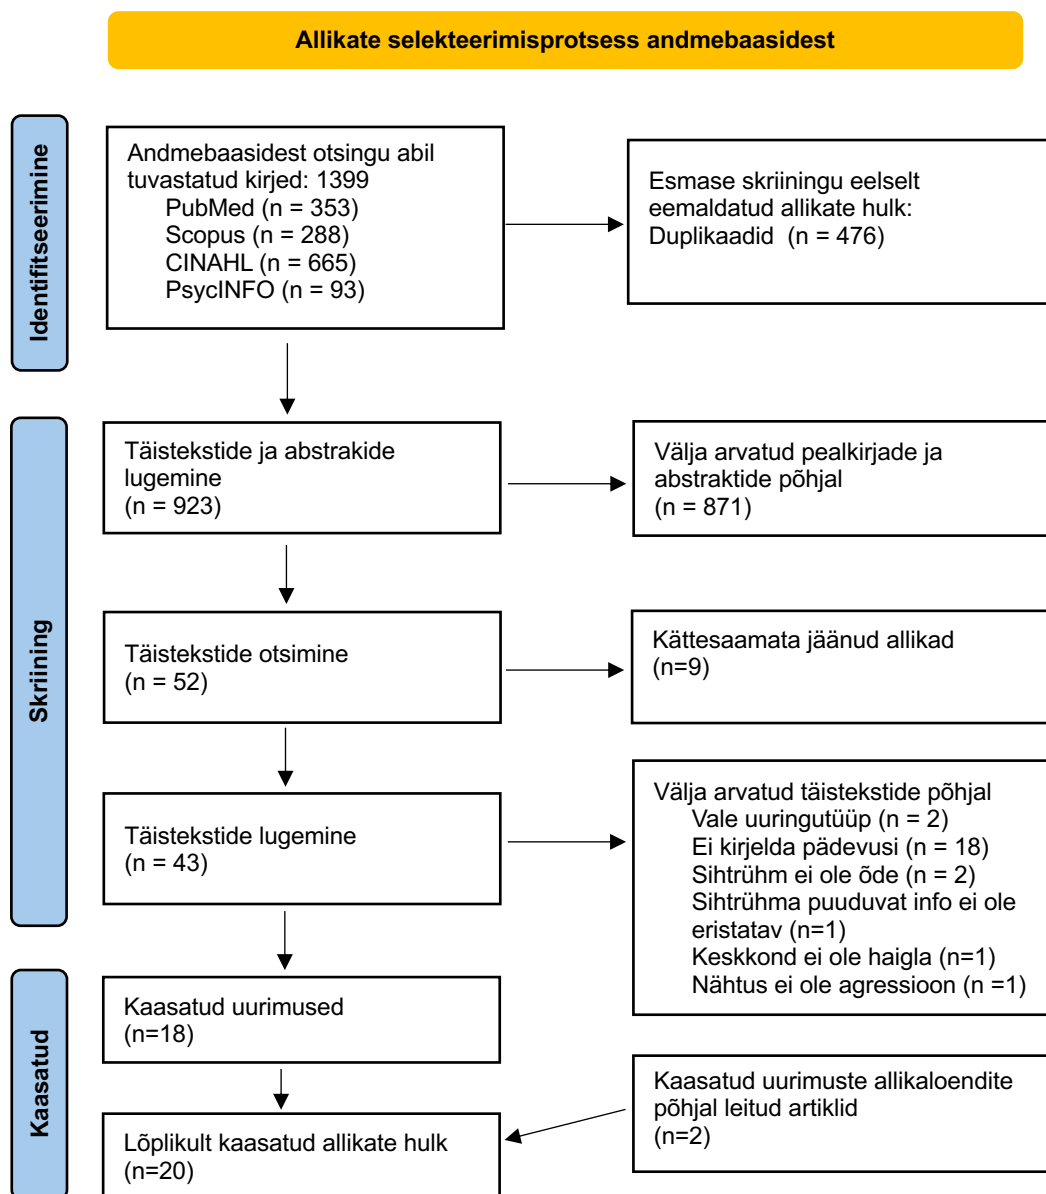 Allikate selekteerimisprotsess andmebaasidest
Identifitseerimine
Andmebaasidest otsingu abil
tuvastatud kirjed: 1399
PubMed (n = 353)
Scopus (n = 288)
CINAHL (n = 665)
PsycINFO (n = 93)
Esmase skriiningu eelselt
eemaldatud allikate hulk:
Duplikaadid (n = 476)
Skriining
Täistekstide ja abstrakide
lugemine
(n = 923)
Välja arvatud pealkirjade ja
abstraktide põhjal
(n = 871)
Täistekstide otsimine
(n = 52)
Kättesaamata jäänud allikad
(n=9)
Täistekstide lugemine
(n = 43)
Välja arvatud täistekstide põhjal
Vale uuringutüüp (n = 2)
Ei kirjelda pädevusi (n = 18)
Sihtrühm ei ole õde (n = 2)
Sihtrühma puuduvat info ei ole
eristatav (n=1)
Keskkond ei ole haigla (n=1)
Nähtus ei ole agressioon (n =1)
Kaasatud
Kaasatud uurimused
(n=18)
Kaasatud uurimuste allikaloendite
põhjal leitud artiklid
(n=2)
Lõplikult kaasatud allikate hulk
(n=20)